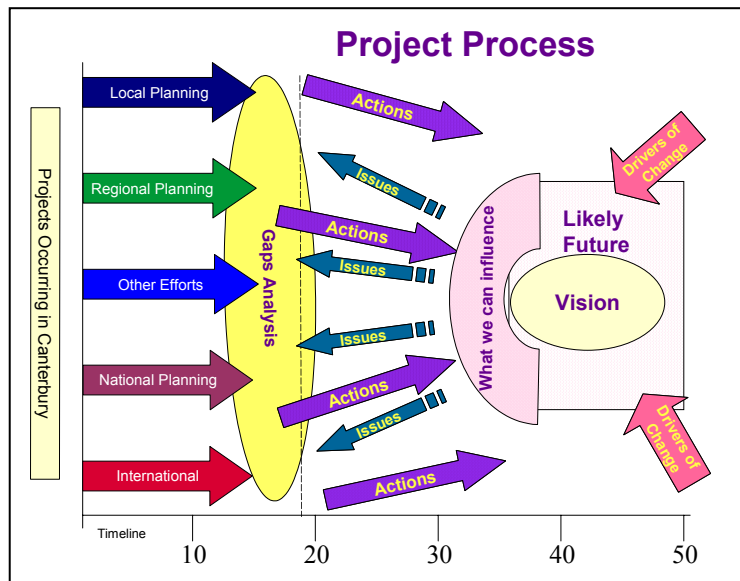 Project Process
Projects Occurring in Canterbury
Local Planning
Regional Planning
Other Efforts
National Planning
International
Gaps Analysis
Actions
Issues
Actions
Issues
Issues
Actions
Issues
Actions
What we can influence
Likely
Future
Vision
Drivers of
Change
Drivers of
Change
Timeline
10
20
30
40
50